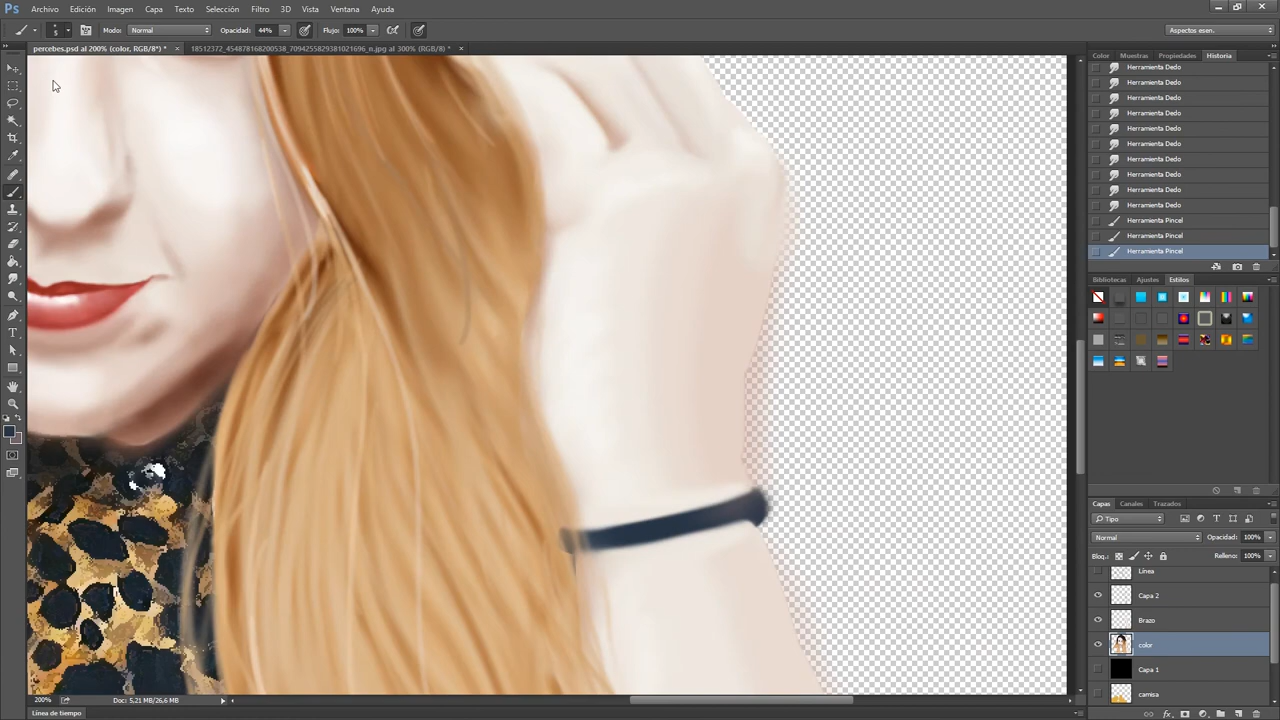 Ps Archivo Edición Imagen Capa Texto Selección Filtro 3D Vista Ventana Ayuda
5 Modo: Normal Opacidad: 44% Flujo: 100% Aspectos esen.
percebes.psd al 200% (color, RGB/8*) * × 18512372_454878168200538_7094255829381021696_n.jpg al 300% (RGB/8) * ×
Color Muestras Propiedades Historia
Herramienta Dedo
Herramienta Dedo
Herramienta Dedo
Herramienta Dedo
Herramienta Dedo
Herramienta Dedo
Herramienta Dedo
Herramienta Dedo
Herramienta Dedo
Herramienta Dedo
Herramienta Pincel
Herramienta Pincel
Herramienta Pincel
Bibliotecas Ajustes Estilos
Capas Canales Trazados
Tipo
Normal Opacidad: 100%
Bloq.: Relleno: 100%
Línea
Capa 2
Brazo
color
Capa 1
camisa
200% Doc: 5,21 MB/26,6 MB
Línea de tiempo